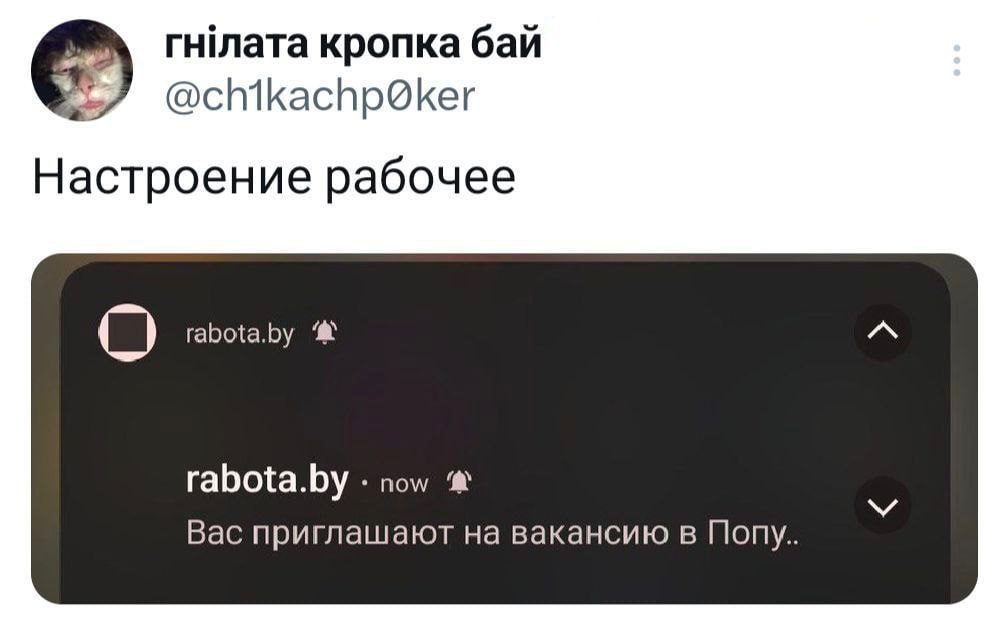 гнілата кропка бай
@ch1kachp0ker
Настроение рабочее
rabota.by
rabota.by · now
Вас приглашают на вакансию в Попу..